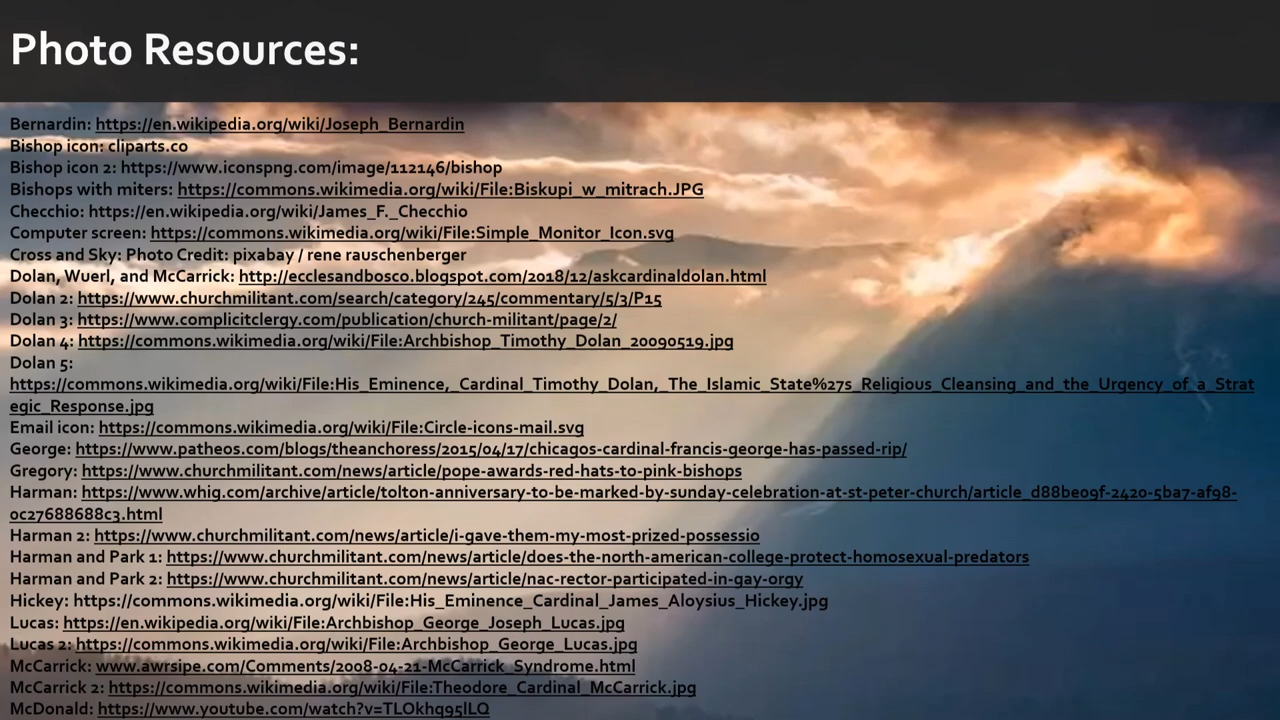 Photo Resources:
Bernardin: https://en.wikipedia.org/wiki/Joseph_Bernardin
Bishop icon: cliparts.co
Bishop icon 2: https://www.iconspng.com/image/112146/bishop
Bishops with miters: https://commons.wikimedia.org/wiki/File:Biskupi_w_mitrach.JPG
Checchio: https://en.wikipedia.org/wiki/James_F._Checchio
Computer screen: https://commons.wikimedia.org/wiki/File:Simple_Monitor_Icon.svg
Cross and Sky: Photo Credit: pixabay / rene rauschenberger
Dolan, Wuerl, and McCarrick: http://ecclesandbosco.blogspot.com/2018/12/askcardinaldolan.html
Dolan 2: https://www.churchmilitant.com/search/category/245/commentary/5/3/P15
Dolan 3: https://www.complicitclergy.com/publication/church-militant/page/2/
Dolan 4: https://commons.wikimedia.org/wiki/File:Archbishop_Timothy_Dolan_20090519.jpg
Dolan 5:
https://commons.wikimedia.org/wiki/File:His_Eminence,_Cardinal_Timothy_Dolan,_The_Islamic_State%27s_Religious_Cleansing_and_the_Urgency_of_a_Strat
egic_Response.jpg
Email icon: https://commons.wikimedia.org/wiki/File:Circle-icons-mail.svg
George: https://www.patheos.com/blogs/theanchoress/2015/04/17/chicagos-cardinal-francis-george-has-passed-rip/
Gregory: https://www.churchmilitant.com/news/article/pope-awards-red-hats-to-pink-bishops
Harman: https://www.whig.com/archive/article/tolton-anniversary-to-be-marked-by-sunday-celebration-at-st-peter-church/article_d88be09f-2420-5ba7-af98-
0c27688688c3.html
Harman 2: https://www.churchmilitant.com/news/article/i-gave-them-my-most-prized-possessio
Harman and Park 1: https://www.churchmilitant.com/news/article/does-the-north-american-college-protect-homosexual-predators
Harman and Park 2: https://www.churchmilitant.com/news/article/nac-rector-participated-in-gay-orgy
Hickey: https://commons.wikimedia.org/wiki/File:His_Eminence_Cardinal_James_Aloysius_Hickey.jpg
Lucas: https://en.wikipedia.org/wiki/File:Archbishop_George_Joseph_Lucas.jpg
Lucas 2: https://commons.wikimedia.org/wiki/File:Archbishop_George_Lucas.jpg
McCarrick: www.awrsipe.com/Comments/2008-04-21-McCarrick_Syndrome.html
McCarrick 2: https://commons.wikimedia.org/wiki/File:Theodore_Cardinal_McCarrick.jpg
McDonald: https://www.youtube.com/watch?v=TLOkhq95lLQ